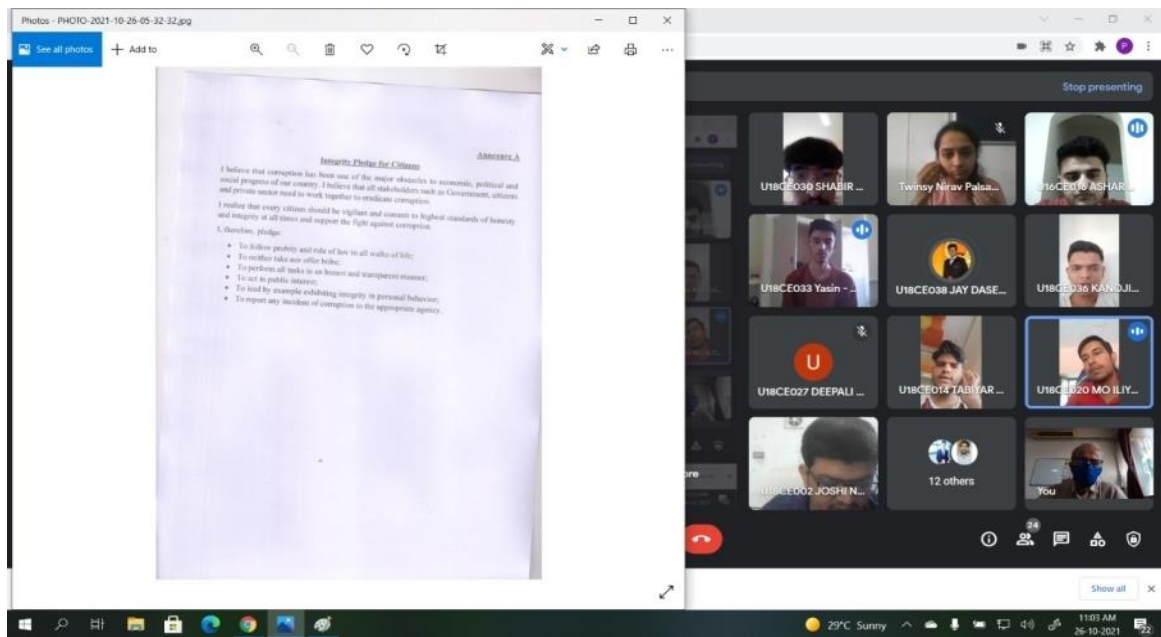 Photos - PHOTO-2021-10-26-05-32-32.jpg
See all photos
Add to
Annexure A
Integrity Pledge for Citizens
I believe that corruption has been one of the major obstacles to economic, political and
social progress of our country. I believe that all stakeholders such as Government, citizens
and private sector need to work together to eradicate corruption.
I realize that every citizen should be vigilant and commit to highest standards of honesty
and integrity at all times and support the fight against corruption.
I, therefore, pledge:
• To follow probity and rule of law in all walks of life;
• To neither take nor offer bribe;
• To perform all tasks in an honest and transparent manner;
• To act in public interest;
• To lead by example exhibiting integrity in personal behavior;
• To report any incident of corruption to the appropriate agency.
P
Stop presenting
U18CE030 SHABIR ...
Twinsy Nirav Palsa...
U16CE016 ASHAR...
U18CE033 Yasin - ...
U18CE038 JAY DASE...
U18CE036 KANOJI...
U
U18CE027 DEEPALI ...
U18CE014 TABIYAR ...
U18CE020 MO ILIY...
U18CE002 JOSHI N...
12 others
You
24
Show all
29°C Sunny
11:03 AM
26-10-2021
22